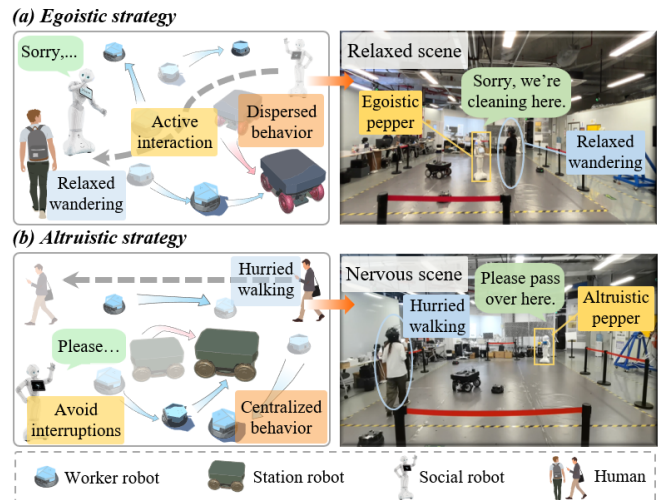 (a) Egoistic strategy
Sorry,...
Active
interaction
Dispersed
behavior
Relaxed
wandering
Relaxed scene
Sorry, we're
cleaning here.
Egoistic
pepper
Relaxed
wandering
(b) Altruistic strategy
Hurried
walking
Please...
Avoid
interruptions
Centralized
behavior
Nervous scene
Please pass
over here.
Hurried
walking
Altruistic
pepper
Worker robot
Station robot
Social robot
Human